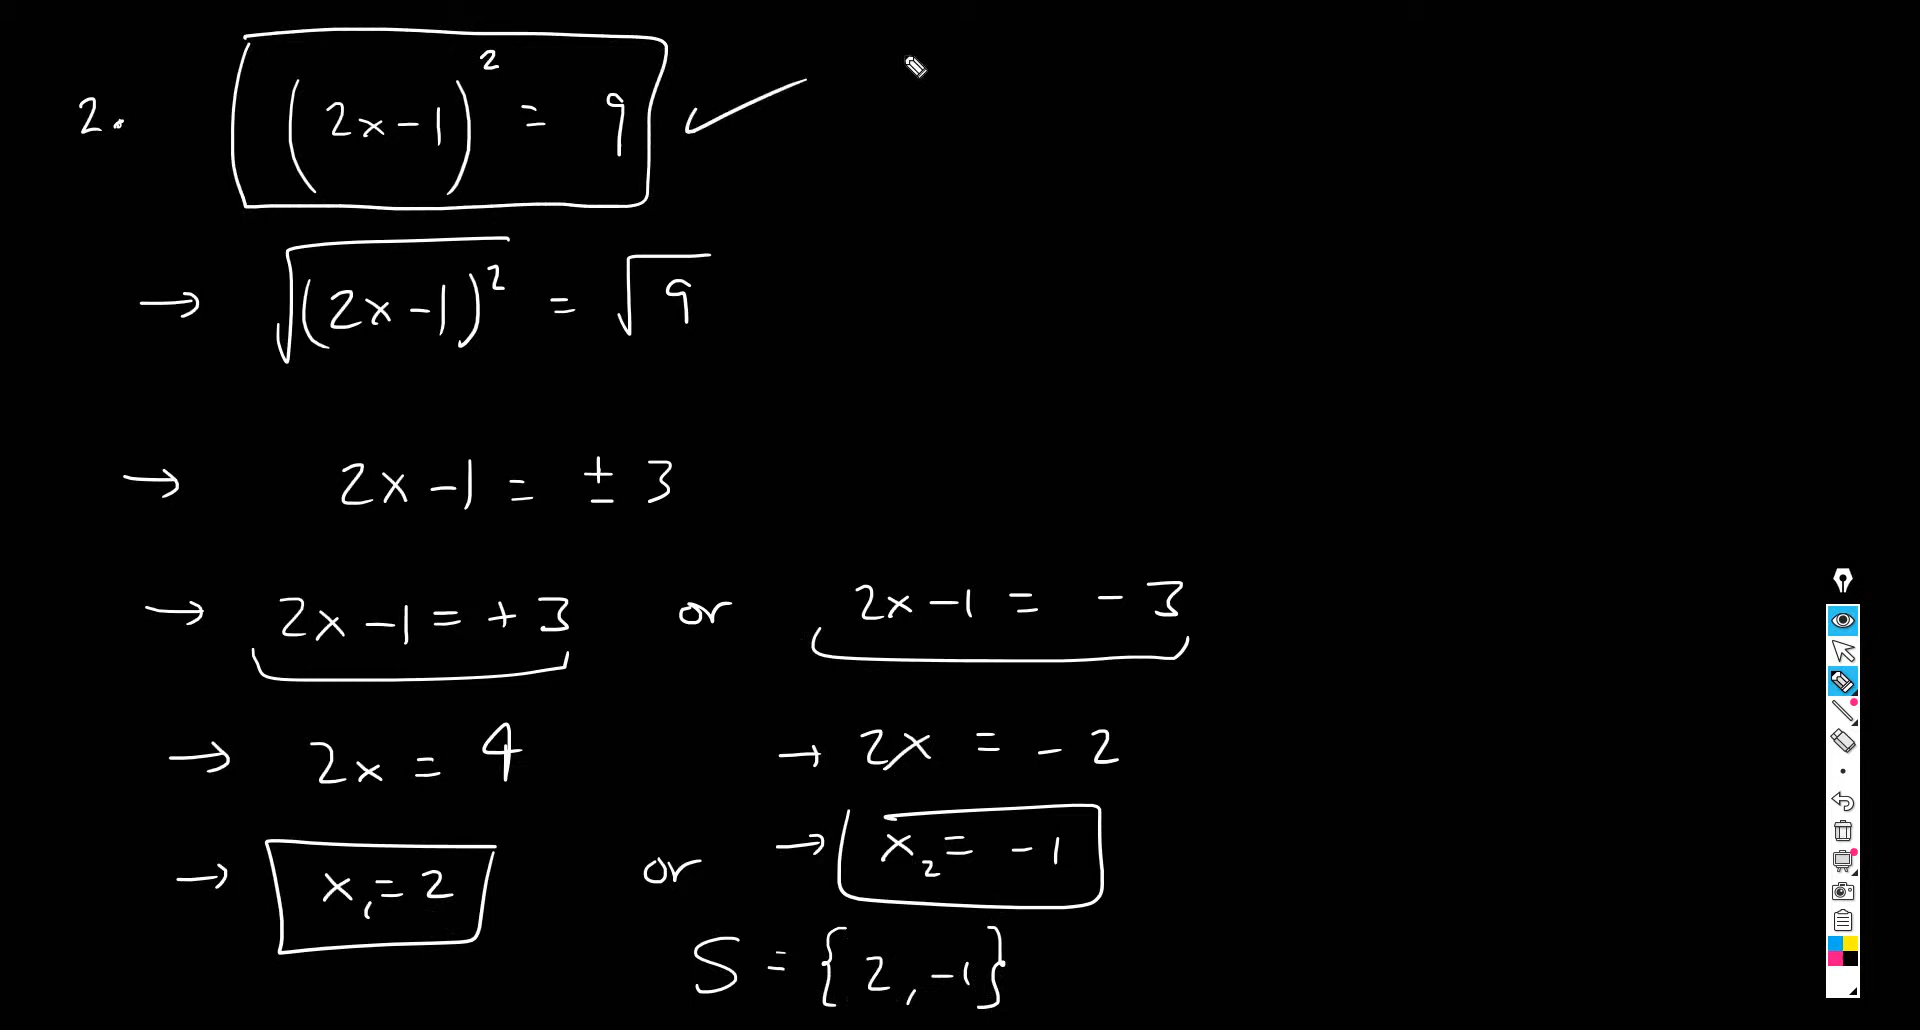 2. (2x-1)² = 9 ✓
→ √(2x-1)² = √9
→ 2x-1 = ± 3
→ 2x-1 = +3 or 2x-1 = -3
→ 2x = 4 → 2x = -2
→ x₁ = 2 or → x₂ = -1
S = {2, -1}